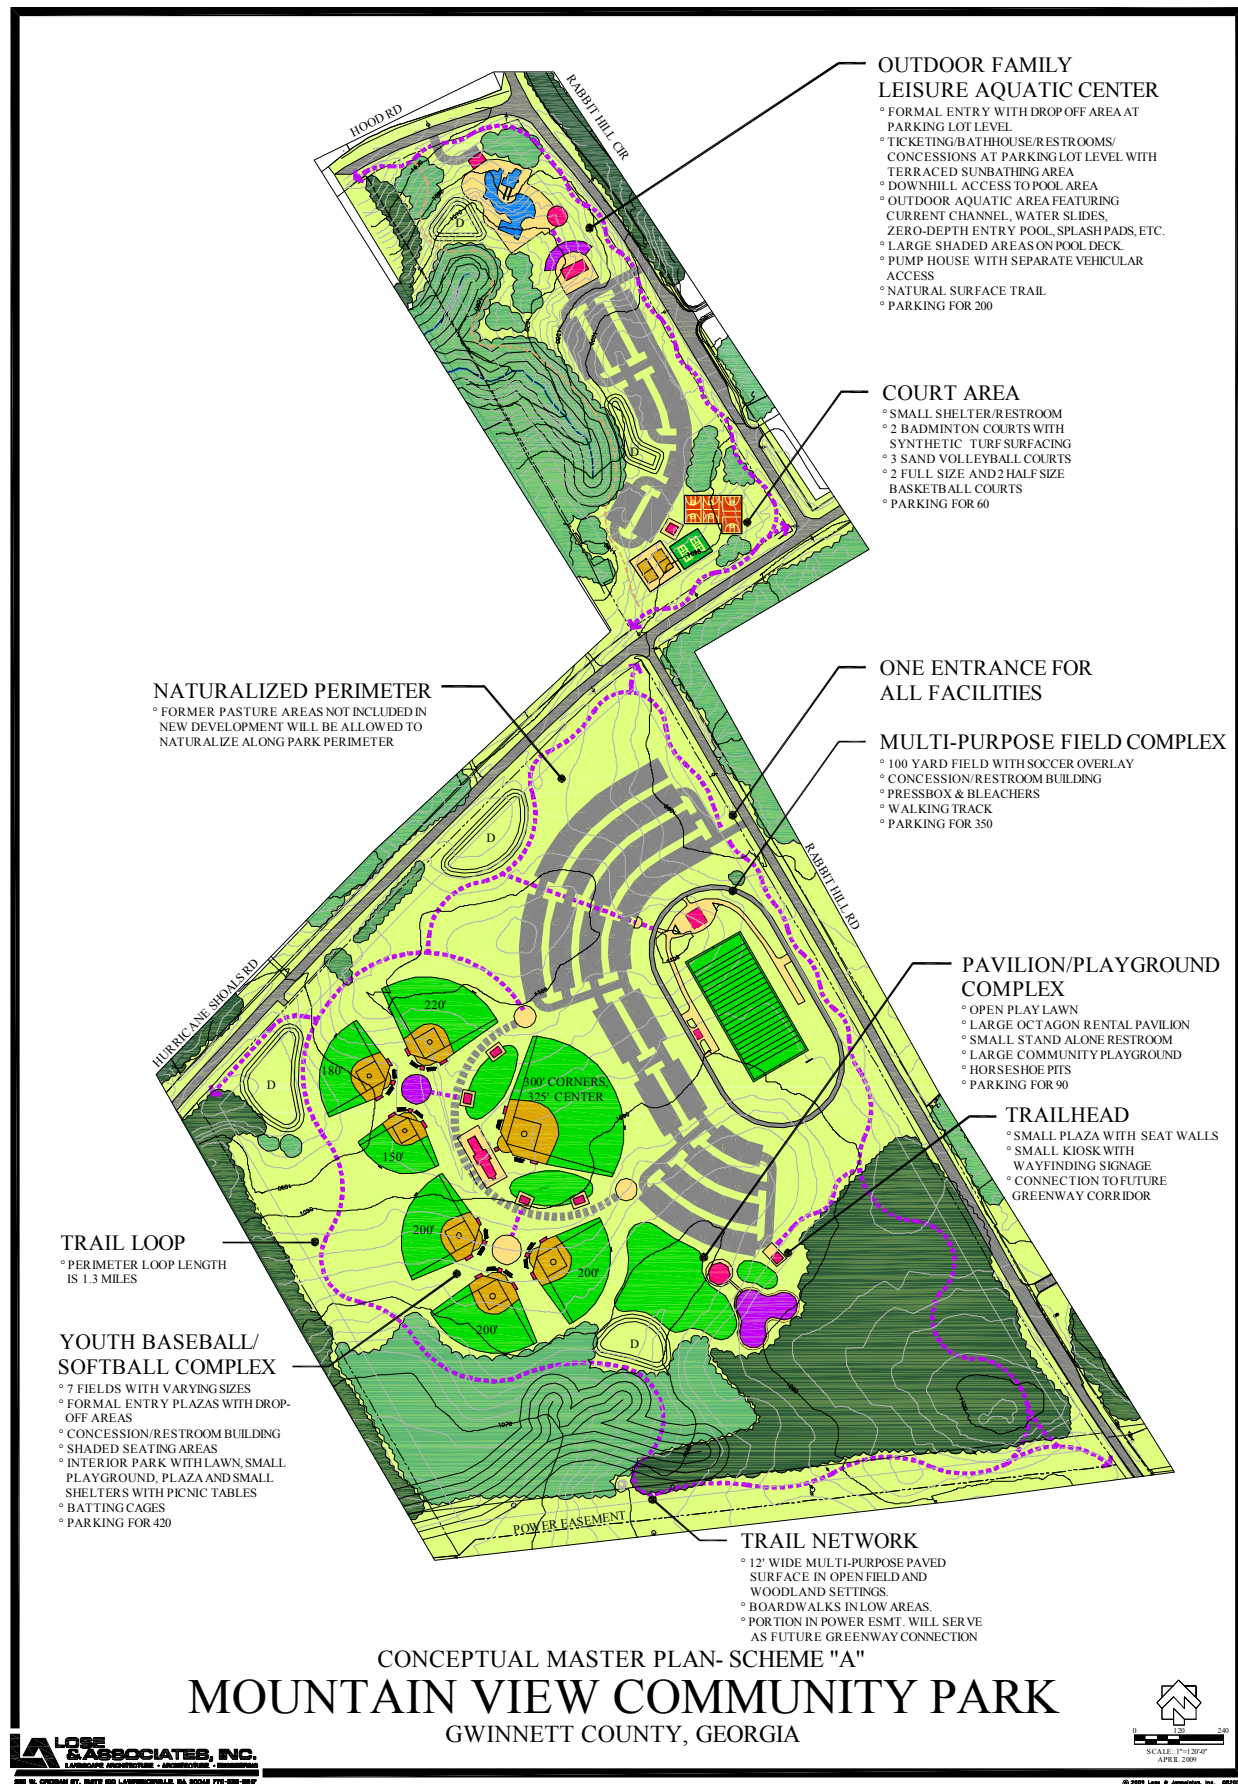 HOOD RD
RABBIT HILL CIR
OUTDOOR FAMILY
LEISURE AQUATIC CENTER
° FORMAL ENTRY WITH DROP OFF AREA AT
PARKING LOT LEVEL
° TICKETING/BATHHOUSE/RESTROOMS/
CONCESSIONS AT PARKING LOT LEVEL WITH
TERRACED SUNBATHING AREA
° DOWNHILL ACCESS TO POOL AREA
° OUTDOOR AQUATIC AREA FEATURING
CURRENT CHANNEL, WATER SLIDES,
ZERO-DEPTH ENTRY POOL, SPLASH PADS, ETC.
° LARGE SHADED AREAS ON POOL DECK.
° PUMP HOUSE WITH SEPARATE VEHICULAR
ACCESS
° NATURAL SURFACE TRAIL
° PARKING FOR 200
D
D
COURT AREA
° SMALL SHELTER/RESTROOM
° 2 BADMINTON COURTS WITH
SYNTHETIC TURF SURFACING
° 3 SAND VOLLEYBALL COURTS
° 2 FULL SIZE AND 2 HALF SIZE
BASKETBALL COURTS
° PARKING FOR 60
NATURALIZED PERIMETER
° FORMER PASTURE AREAS NOT INCLUDED IN
NEW DEVELOPMENT WILL BE ALLOWED TO
NATURALIZE ALONG PARK PERIMETER
ONE ENTRANCE FOR
ALL FACILITIES
MULTI-PURPOSE FIELD COMPLEX
° 100 YARD FIELD WITH SOCCER OVERLAY
° CONCESSION/RESTROOM BUILDING
° PRESSBOX & BLEACHERS
° WALKING TRACK
° PARKING FOR 350
D
RABBIT HILL RD
HURRICANE SHOALS RD
PAVILION/PLAYGROUND
COMPLEX
° OPEN PLAY LAWN
° LARGE OCTAGON RENTAL PAVILION
° SMALL STAND ALONE RESTROOM
° LARGE COMMUNITY PLAYGROUND
° HORSESHOE PITS
° PARKING FOR 90
220'
180'
D
300' CORNERS,
325' CENTER
150'
TRAILHEAD
° SMALL PLAZA WITH SEAT WALLS
° SMALL KIOSK WITH
WAYFINDING SIGNAGE
° CONNECTION TO FUTURE
GREENWAY CORRIDOR
200'
200'
200'
D
TRAIL LOOP
° PERIMETER LOOP LENGTH
IS 1.3 MILES
YOUTH BASEBALL/
SOFTBALL COMPLEX
° 7 FIELDS WITH VARYING SIZES
° FORMAL ENTRY PLAZAS WITH DROP-
OFF AREAS
° CONCESSION/RESTROOM BUILDING
° SHADED SEATING AREAS
° INTERIOR PARK WITH LAWN, SMALL
PLAYGROUND, PLAZA AND SMALL
SHELTERS WITH PICNIC TABLES
° BATTING CAGES
° PARKING FOR 420
1070
POWER EASEMENT
TRAIL NETWORK
° 12' WIDE MULTI-PURPOSE PAVED
SURFACE IN OPEN FIELD AND
WOODLAND SETTINGS.
° BOARDWALKS IN LOW AREAS.
° PORTION IN POWER ESMT. WILL SERVE
AS FUTURE GREENWAY CONNECTION
CONCEPTUAL MASTER PLAN- SCHEME "A"
MOUNTAIN VIEW COMMUNITY PARK
GWINNETT COUNTY, GEORGIA
LA LOSE
& ASSOCIATES, INC.
LANDSCAPE ARCHITECTURE • ARCHITECTURE • ENGINEERING
0 120 240
SCALE: 1"=120'-0"
APRIL 2009